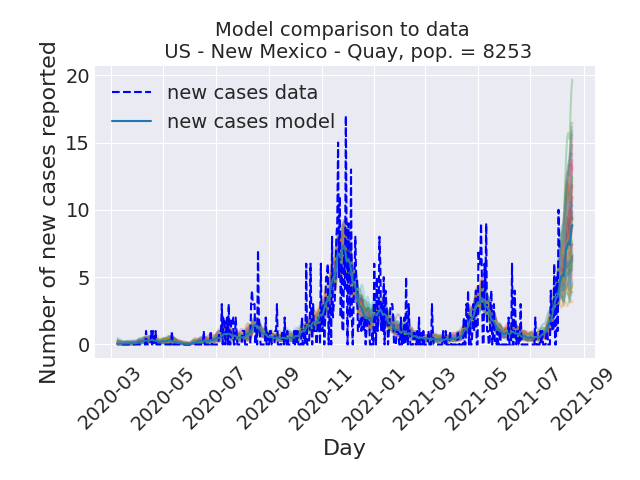 Model comparison to data
US - New Mexico - Quay, pop. = 8253
Number of new cases reported
20
15
10
5
0
new cases data
new cases model
2020-03
2020-05
2020-07
2020-09
2020-11
2021-01
2021-03
2021-05
2021-07
2021-09
Day